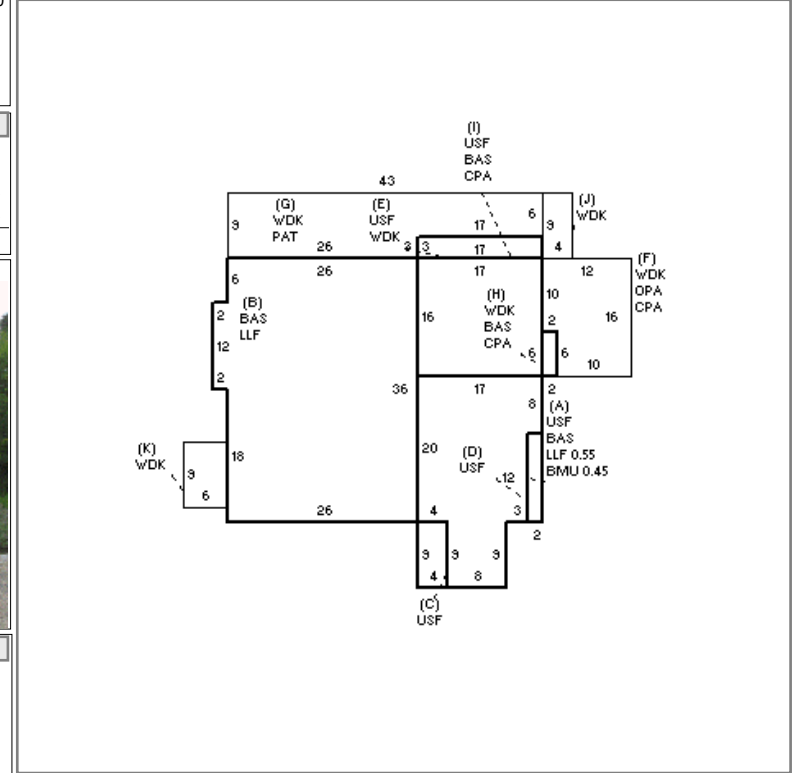 (I)
USF
BAS
CPA
43
(G)
WDK
PAT
(E)
USF
WDK
6
(J)
WDK
9
17
9
26
3
3
17
4
(F)
WDK
OPA
CPA
6
26
17
12
(B)
BAS
LLF
(H)
WDK
BAS
CPA
10
2
16
2
16
12
6
6
10
2
36
17
2
8
(A)
USF
BAS
LLF 0.55
BMU 0.45
(K)
WDK
18
20
(D)
USF
9
12
6
26
4
3
2
9
9
9
4
8
(C)
USF